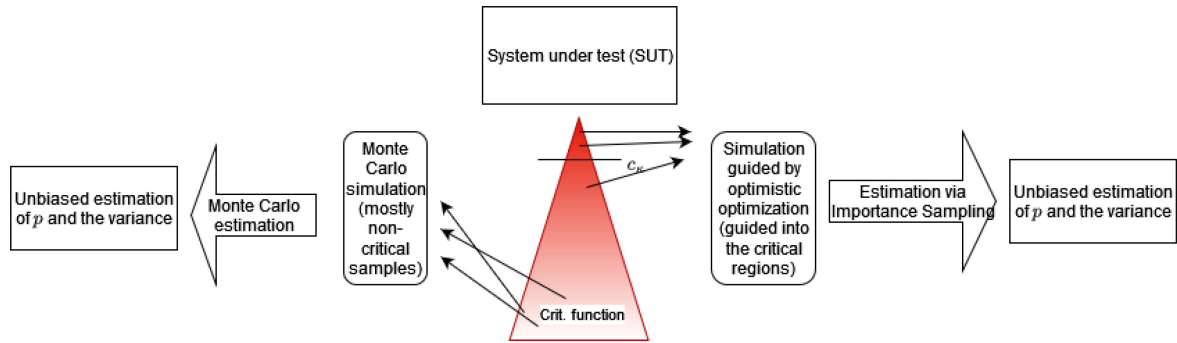 System under test (SUT)
Unbiased estimation
of p and the variance
Monte Carlo
estimation
Monte
Carlo
simulation
(mostly
non-
critical
samples)
c_κ
Crit. function
Simulation
guided by
optimistic
optimization
(guided into
the critical
regions)
Estimation via
Importance Sampling
Unbiased estimation
of p and the variance